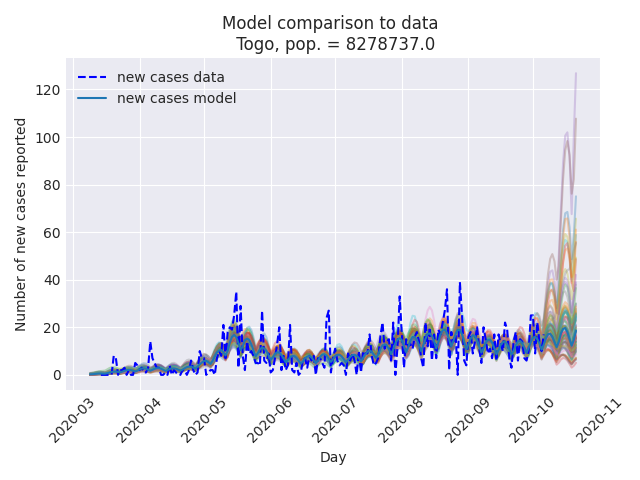 Model comparison to data
Togo, pop. = 8278737.0
new cases data
new cases model
Number of new cases reported
120
100
80
60
40
20
0
2020-03
2020-04
2020-05
2020-06
2020-07
2020-08
2020-09
2020-10
2020-11
Day